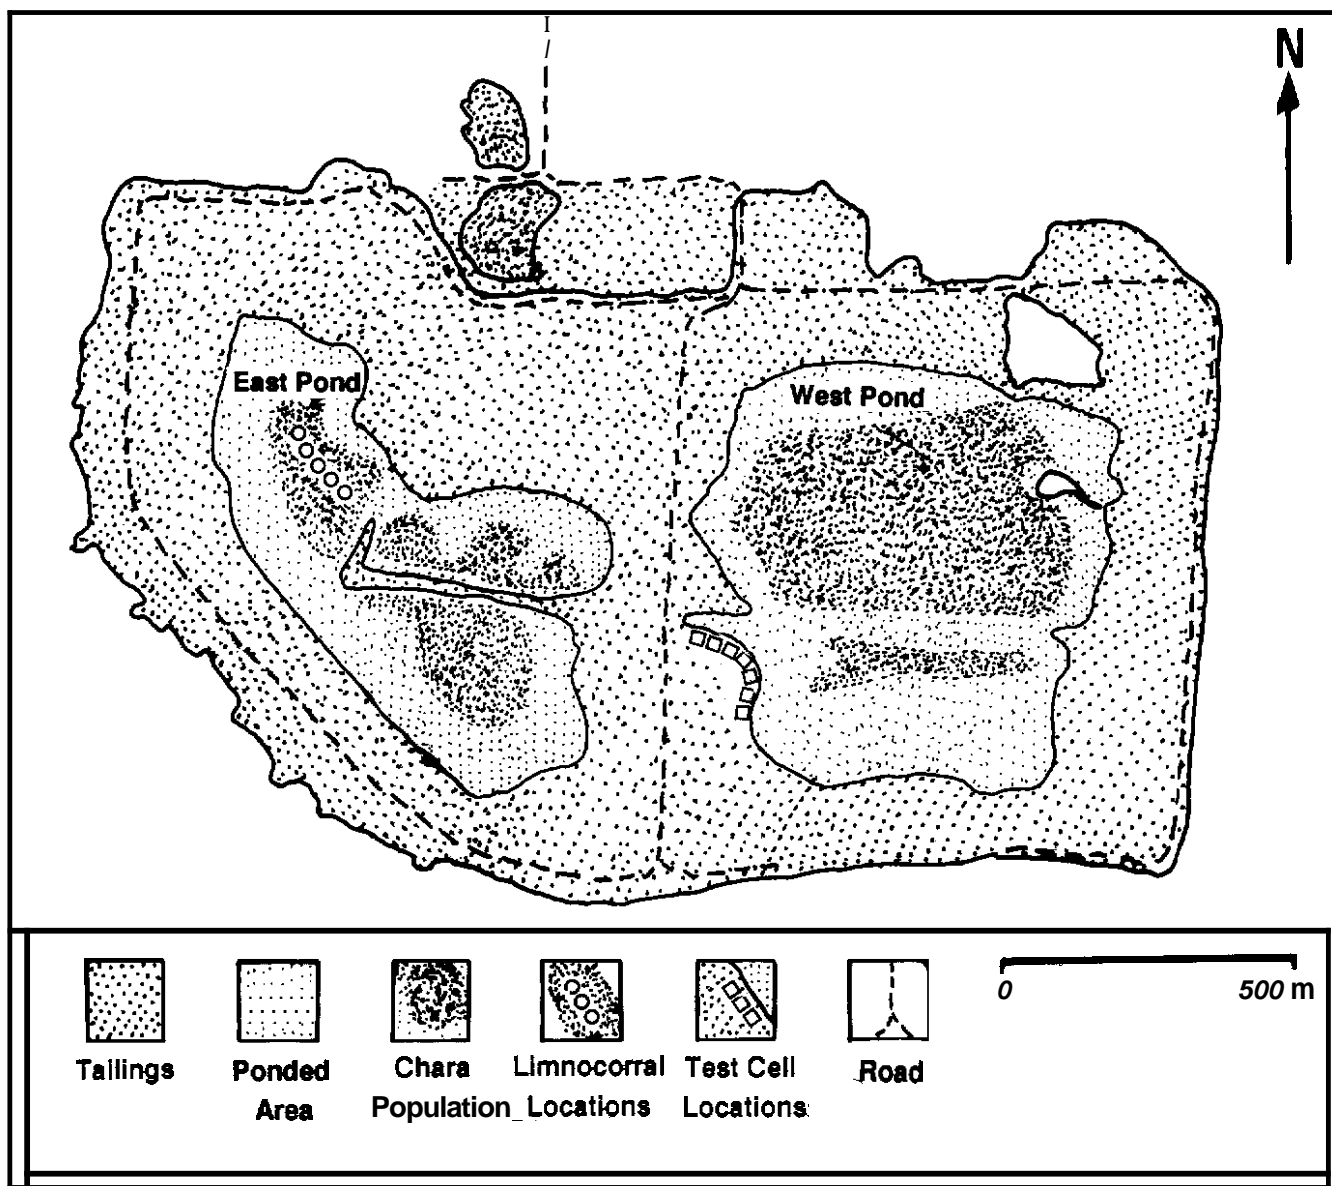 N
East Pond
West Pond
0 500 m
Tailings Ponded Area Chara Population Limnocorral Locations Test Cell Locations Road